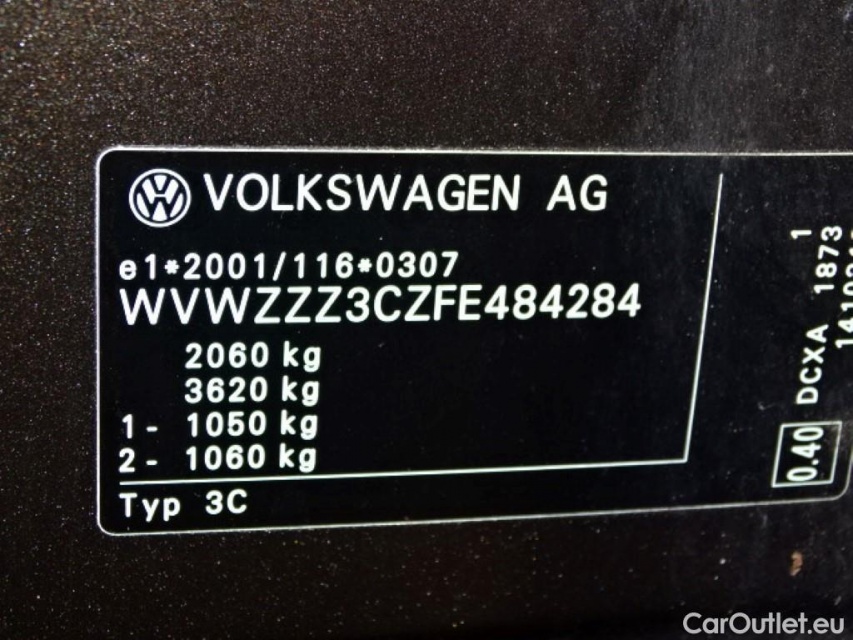 VOLKSWAGEN AG
e1*2001/116*0307
WVWZZZ3CZFE484284
2060 kg
3620 kg
1- 1050 kg
2- 1060 kg
Typ 3C
1
DCXA 1873
0.40
CarOutlet.eu